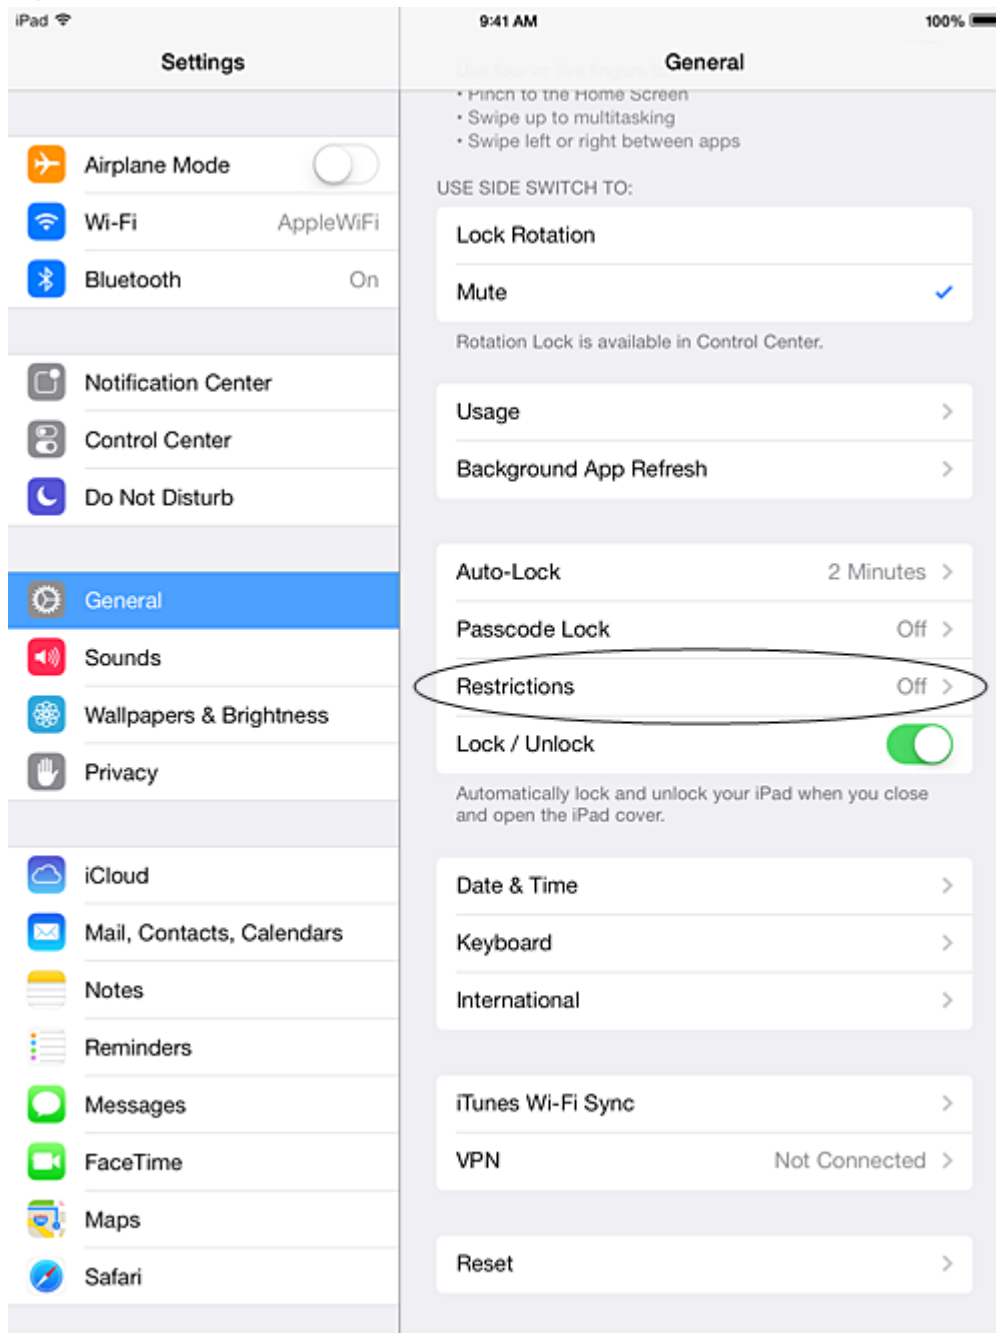 iPad
9:41 AM
100%
Settings
General
Airplane Mode
Wi-Fi AppleWiFi
Bluetooth On
Notification Center
Control Center
Do Not Disturb
General
Sounds
Wallpapers & Brightness
Privacy
iCloud
Mail, Contacts, Calendars
Notes
Reminders
Messages
FaceTime
Maps
Safari
• Pinch to the Home Screen
• Swipe up to multitasking
• Swipe left or right between apps
USE SIDE SWITCH TO:
Lock Rotation
Mute
Rotation Lock is available in Control Center.
Usage
Background App Refresh
Auto-Lock 2 Minutes
Passcode Lock Off
Restrictions Off
Lock / Unlock
Automatically lock and unlock your iPad when you close
and open the iPad cover.
Date & Time
Keyboard
International
iTunes Wi-Fi Sync
VPN Not Connected
Reset